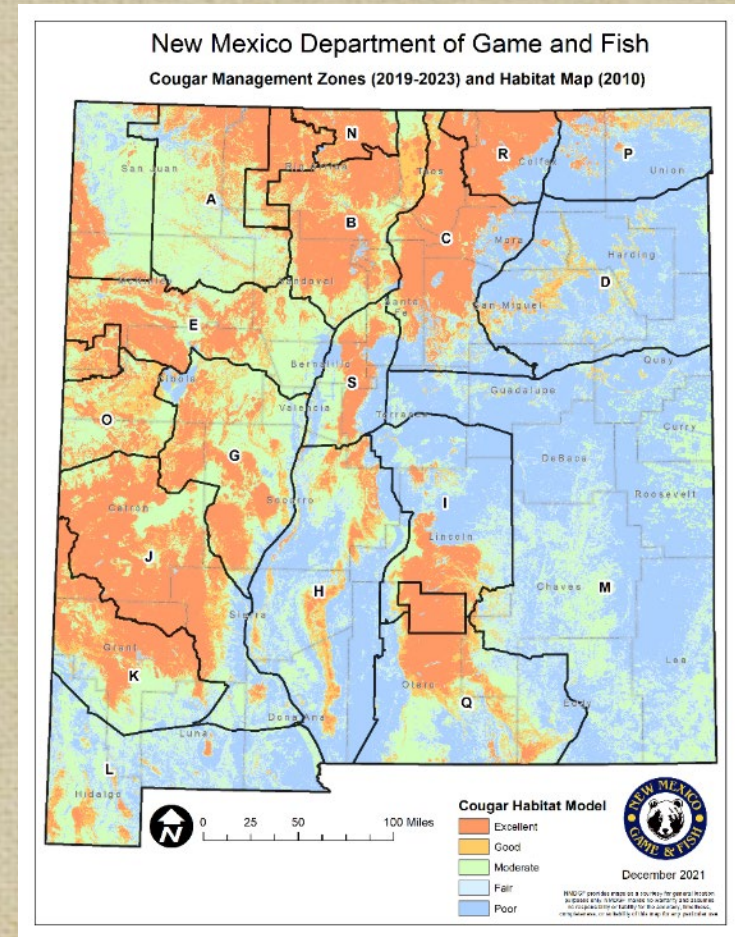 New Mexico Department of Game and Fish
Cougar Management Zones (2019-2023) and Habitat Map (2010)
N
R
P
San Juan
Colfax
Union
Taos
A
B
C
Mora
Harding
D
McKinley
Sandoval
Santa
Fe
San Miguel
E
Bernalillo
Quay
Cibola
S
Guadalupe
Valencia
Torrance
O
Curry
G
DeBaca
Socorro
Roosevelt
Catron
I
Lincoln
J
H
Chaves
M
Sierra
Grant
Lea
K
Otero
Q
Eddy
Dona Ana
Luna
L
Hidalgo
Cougar Habitat Model
Excellent
Good
Moderate
Fair
Poor
N
0 25 50 100 Miles
NEW MEXICO
GAME & FISH
December 2021